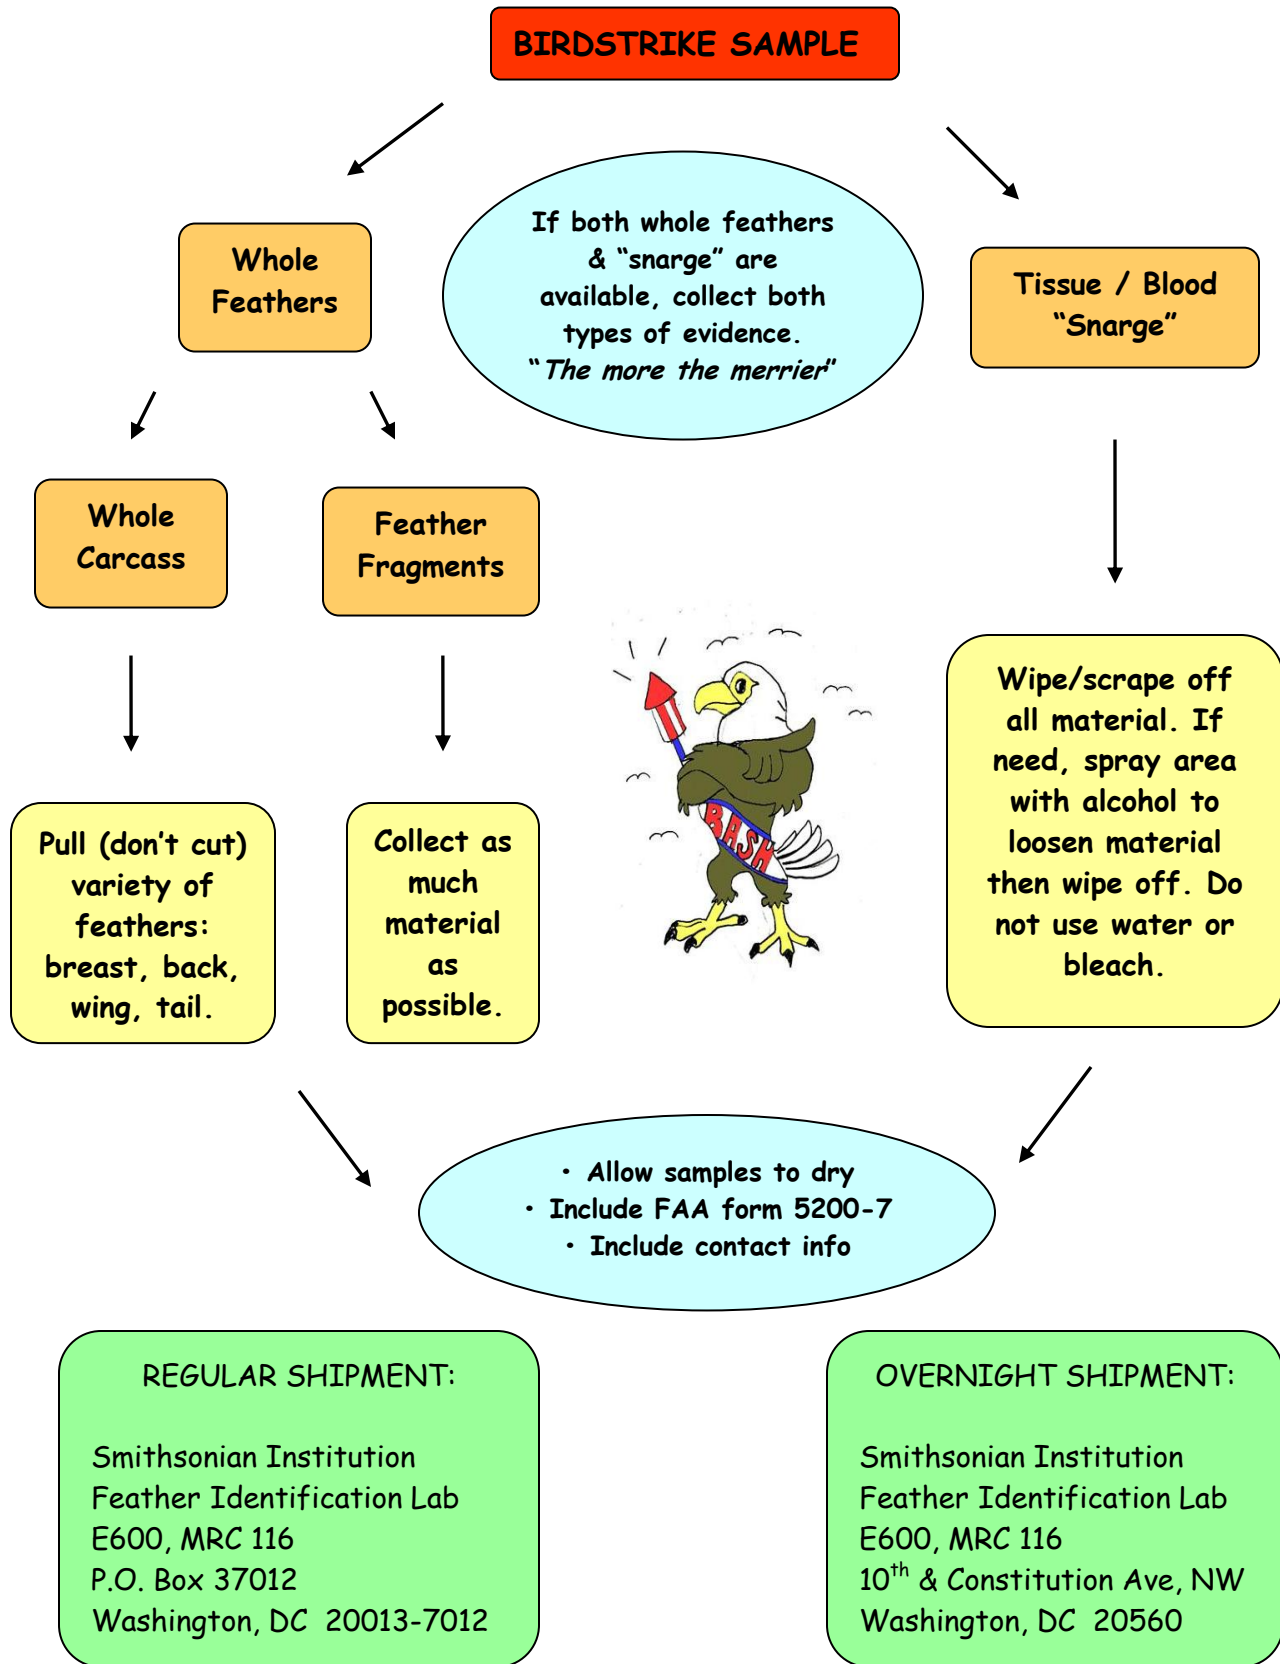 BIRDSTRIKE SAMPLE
If both whole feathers
& “snarge” are
available, collect both
types of evidence.
“The more the merrier”
Whole
Feathers
Tissue / Blood
“Snarge”
Whole
Carcass
Feather
Fragments
Pull (don’t cut)
variety of
feathers:
breast, back,
wing, tail.
Collect as
much
material
as
possible.
BASH
Wipe/scrape off
all material. If
need, spray area
with alcohol to
loosen material
then wipe off. Do
not use water or
bleach.
• Allow samples to dry
• Include FAA form 5200-7
• Include contact info
REGULAR SHIPMENT:
Smithsonian Institution
Feather Identification Lab
E600, MRC 116
P.O. Box 37012
Washington, DC 20013-7012
OVERNIGHT SHIPMENT:
Smithsonian Institution
Feather Identification Lab
E600, MRC 116
10th & Constitution Ave, NW
Washington, DC 20560